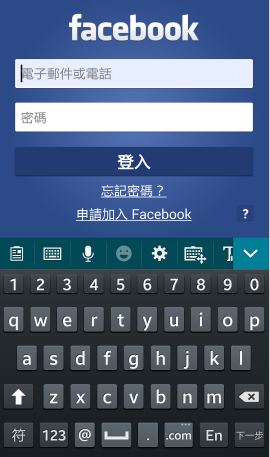 facebook
電子郵件或電話
密碼
登入
忘記密碼？
申請加入 Facebook
?
1 2 3 4 5 6 7 8 9 0
q w e r t y u i o p
a s d f g h j k l
z x c v b n m
符 123 @ . .com En 下一步